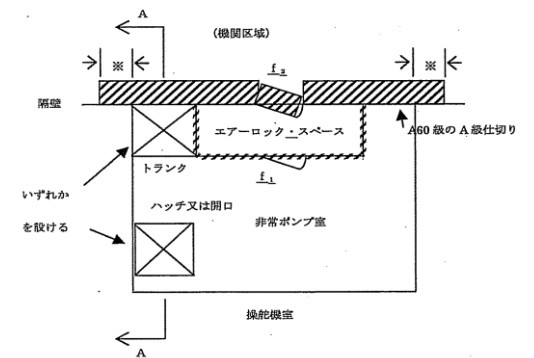 A
(機関区域)
※
※
f₂
隔壁
エアーロック・スペース
A60級のA級仕切り
トランク
f₁
いずれか
を設ける
ハッチ又は開口
非常ポンプ室
操舵機室
A